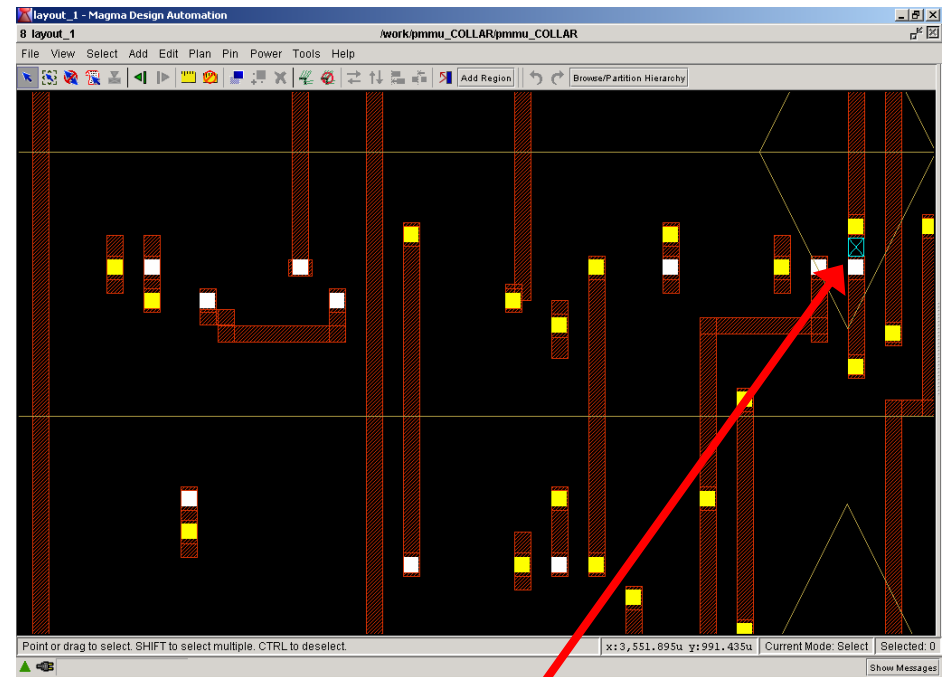 layout_1 - Magma Design Automation
8 layout_1 /work/pmmu_COLLAR/pmmu_COLLAR
File View Select Add Edit Plan Pin Power Tools Help
Add Region Browse/Partition Hierarchy
Point or drag to select. SHIFT to select multiple. CTRL to deselect. x:3,551.895u y:991.435u Current Mode: Select Selected: 0
Show Messages